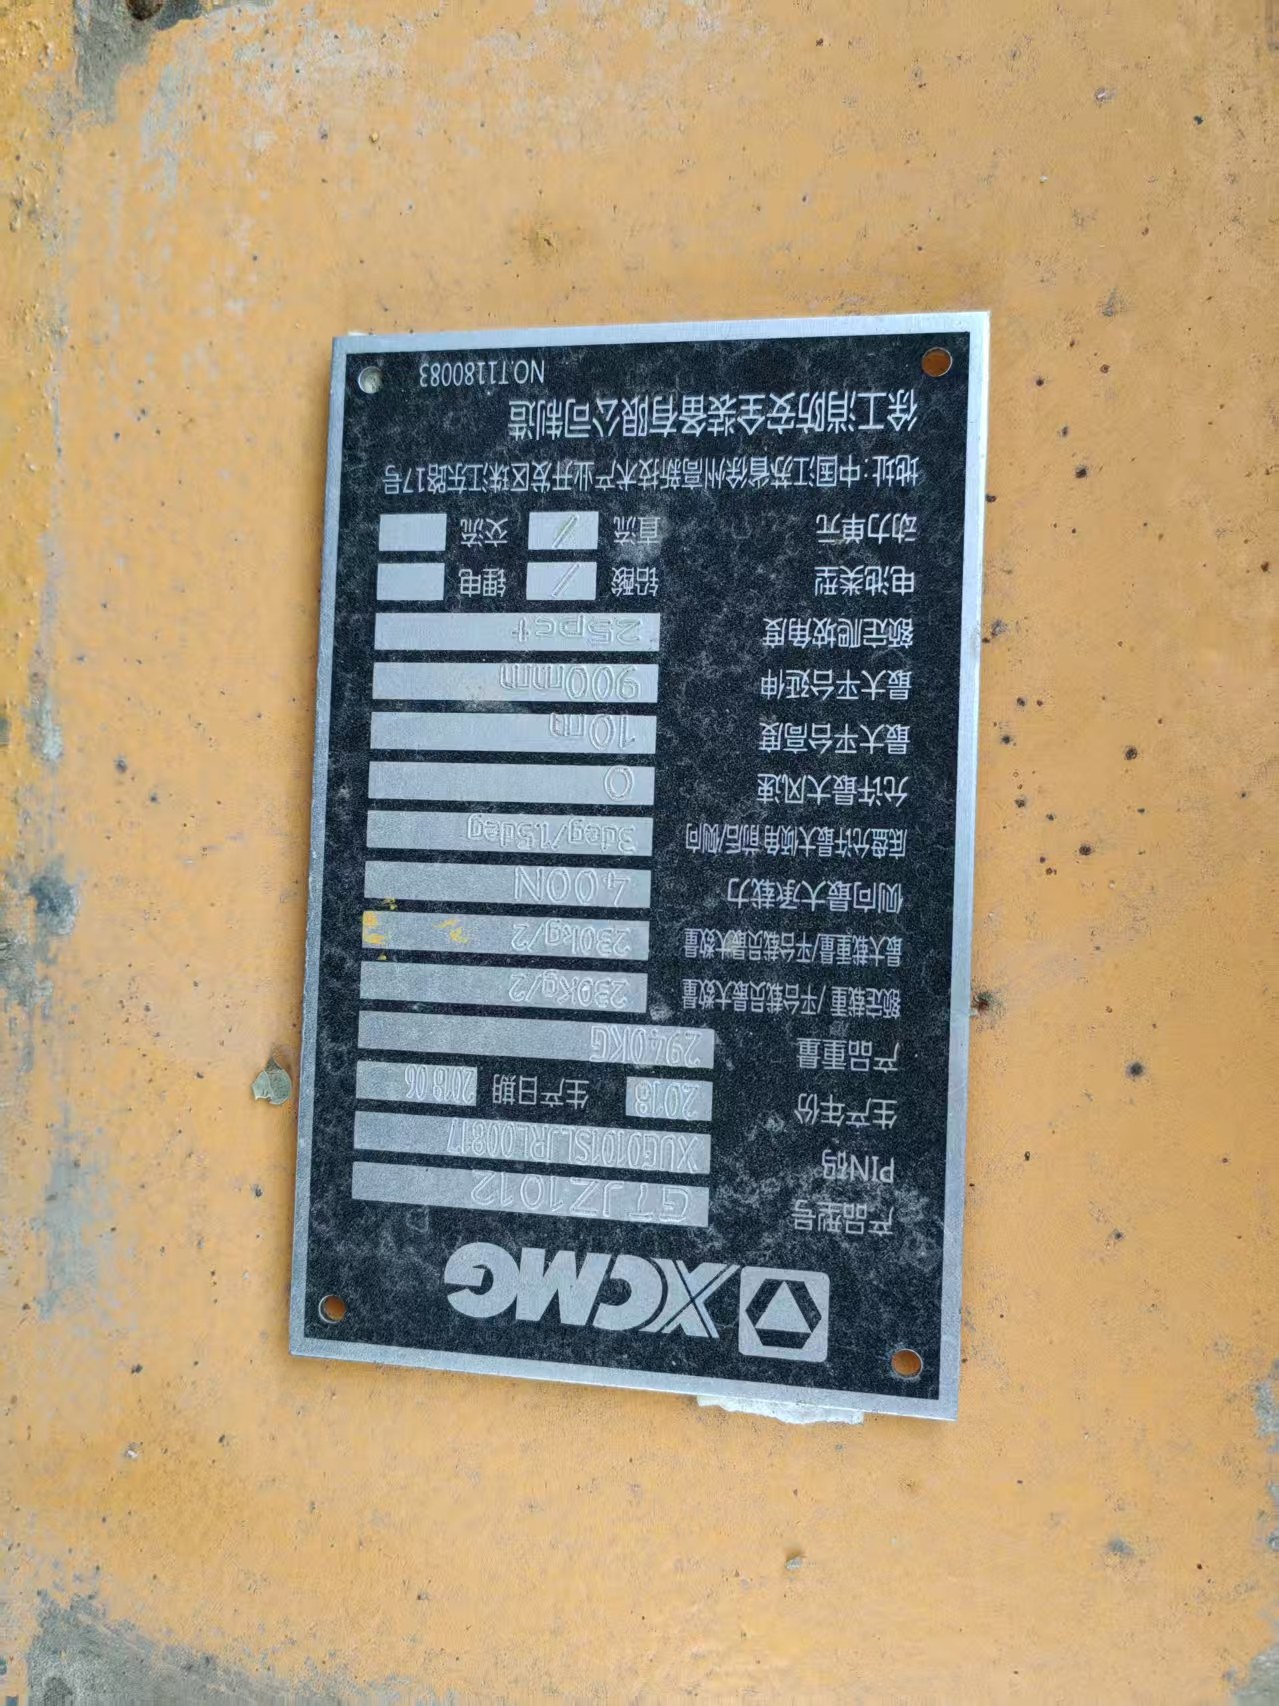 XCMG
产品型号 GTJZ1012
PIN码 XUG0101SLJRL00817
生产年份 2018 生产日期 2018.06
产品重量 2940KG
额定载重/平台载员最大数量 230Kg/2
最大载重量/平台载员最大数量 230kg/2
侧向最大承载力 400N
底盘允许最大倾角前后/侧向 3deg/1.5deg
允许最大风速 0
最大平台高度 10m
最大平台延伸 900mm
额定爬坡角度 25pct
电池类型 铅酸 / 锂电
动力单元 直流 / 交流
地址:中国江苏省徐州高新技术产业开发区珠江东路17号
徐工消防安全装备有限公司制造
NO.T1180083